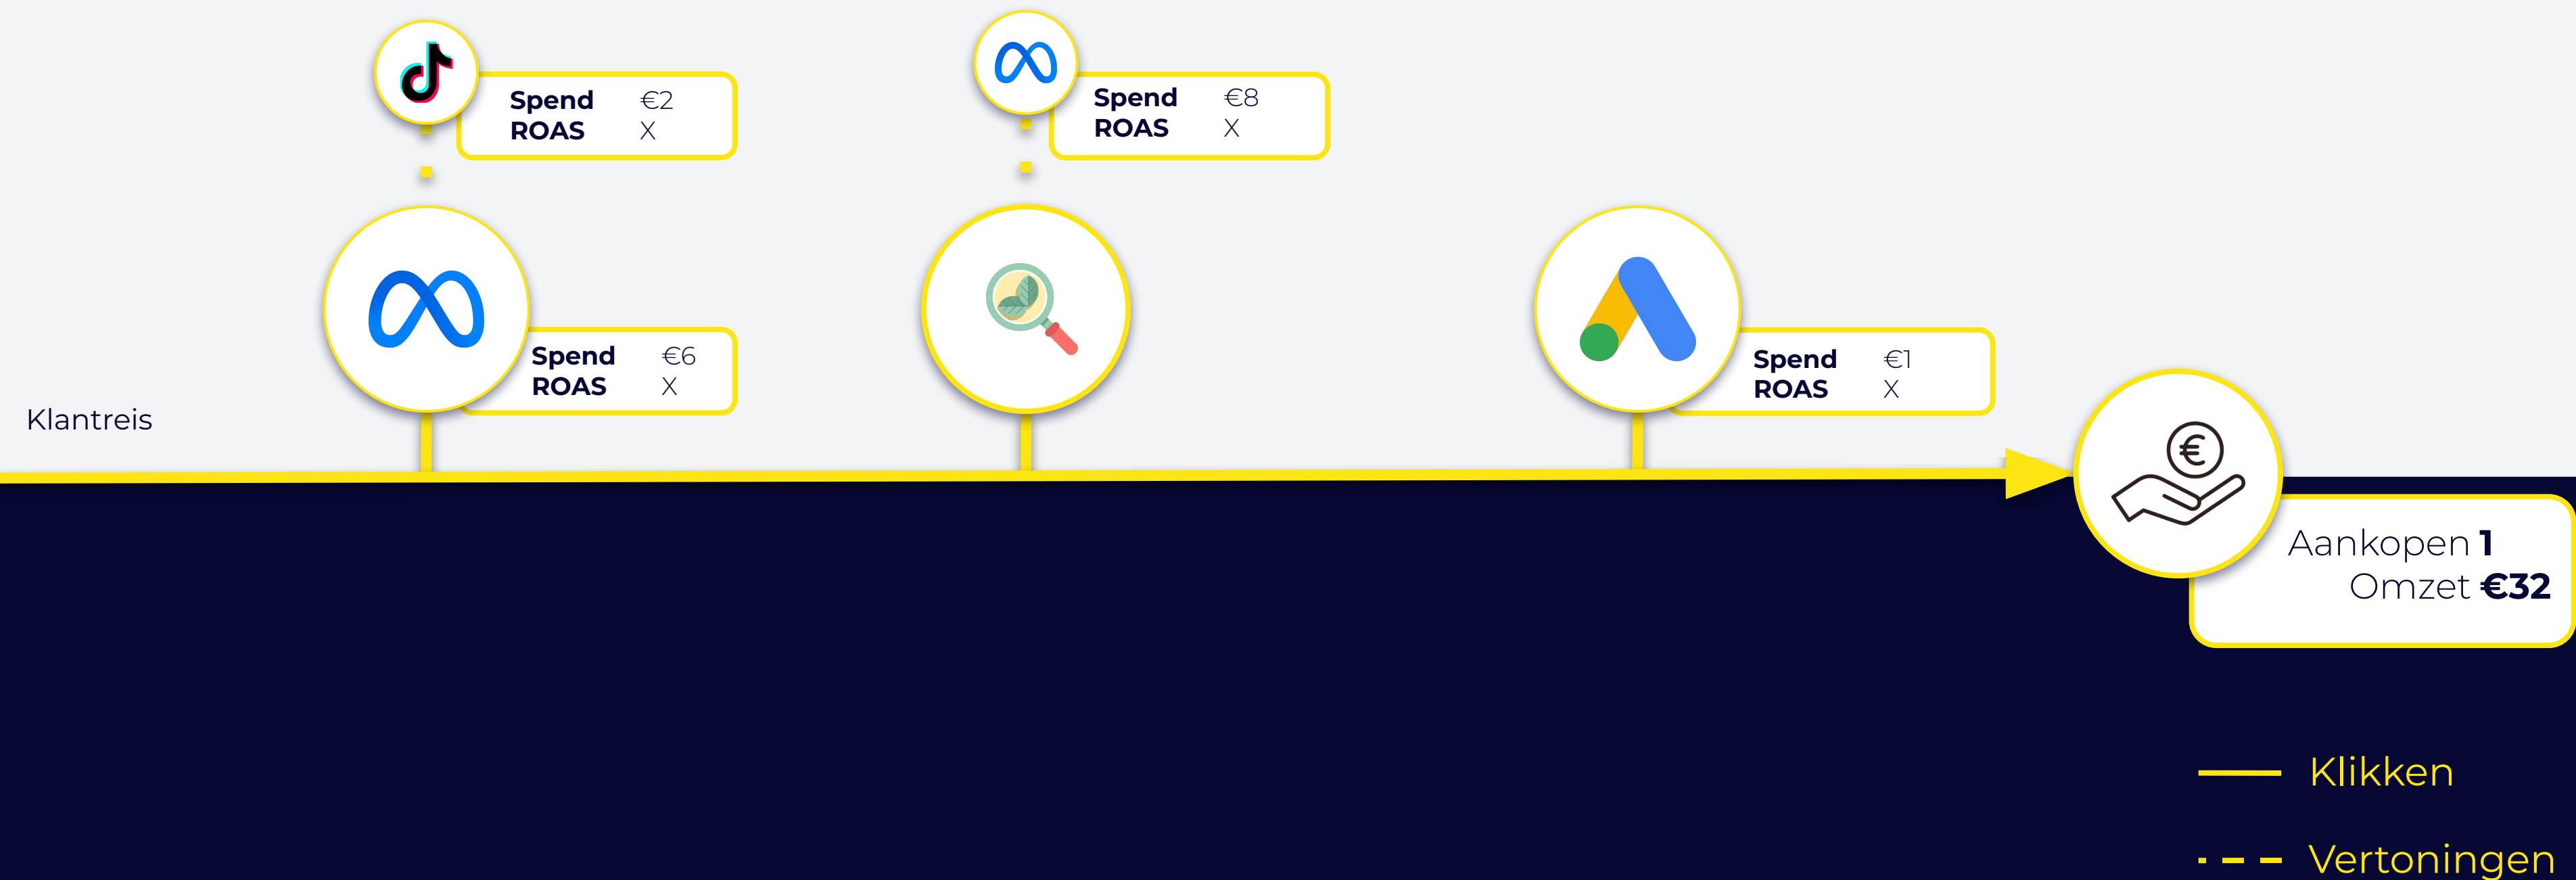 Spend €2
ROAS X
Spend €8
ROAS X
Spend €6
ROAS X
Spend €1
ROAS X
Klantreis
€
Aankopen 1
Omzet €32
Klikken
Vertoningen